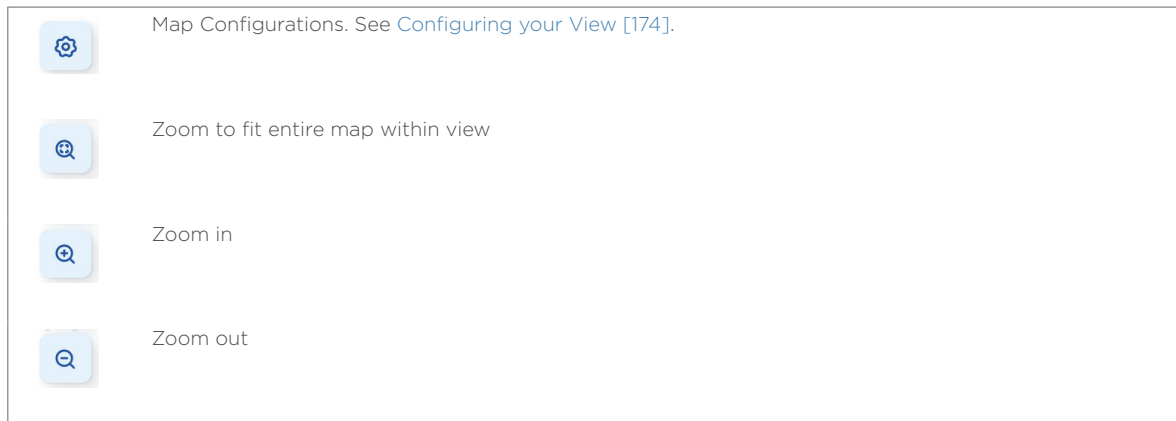 Map Configurations. See Configuring your View [174].
Zoom to fit entire map within view
Zoom in
Zoom out